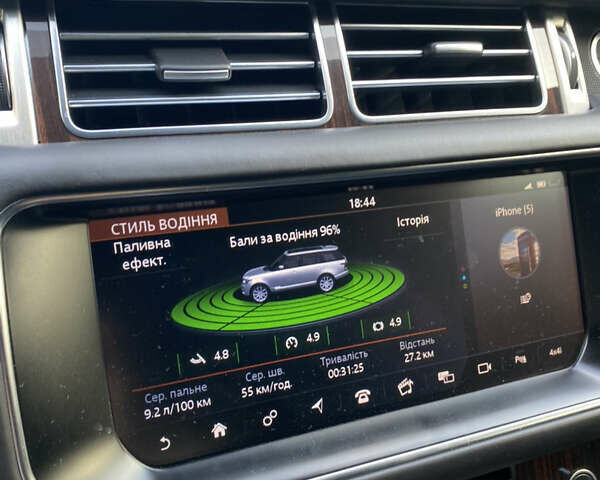 18:44
СТИЛЬ ВОДІННЯ
Паливна
ефект.
Бали за водіння 96%
Історія
iPhone (5)
4.8
4.9
4.9
Сер. пальне
9.2 л/100 км
Сер. шв.
55 км/год.
Тривалість
00:31:25
Відстань
27.2 км
4x4i